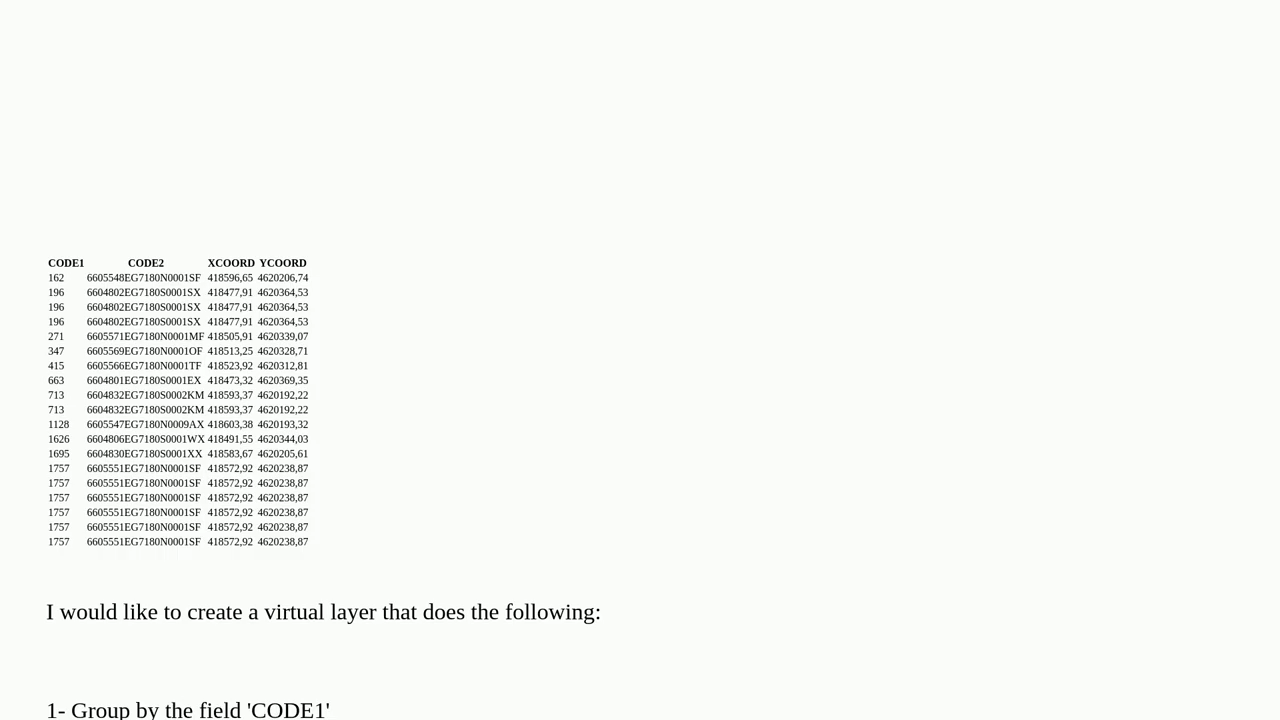 CODE1 CODE2 XCOORD YCOORD
162 6605548EG7180N0001SF 418596,65 4620206,74
196 6604802EG7180S0001SX 418477,91 4620364,53
196 6604802EG7180S0001SX 418477,91 4620364,53
196 6604802EG7180S0001SX 418477,91 4620364,53
271 6605571EG7180N0001MF 418505,91 4620339,07
347 6605569EG7180N0001OF 418513,25 4620328,71
415 6605566EG7180N0001TF 418523,92 4620312,81
663 6604801EG7180S0001EX 418473,32 4620369,35
713 6604832EG7180S0002KM 418593,37 4620192,22
713 6604832EG7180S0002KM 418593,37 4620192,22
1128 6605547EG7180N0009AX 418603,38 4620193,32
1626 6604806EG7180S0001WX 418491,55 4620344,03
1695 6604830EG7180S0001XX 418583,67 4620205,61
1757 6605551EG7180N0001SF 418572,92 4620238,87
1757 6605551EG7180N0001SF 418572,92 4620238,87
1757 6605551EG7180N0001SF 418572,92 4620238,87
1757 6605551EG7180N0001SF 418572,92 4620238,87
1757 6605551EG7180N0001SF 418572,92 4620238,87
1757 6605551EG7180N0001SF 418572,92 4620238,87
I would like to create a virtual layer that does the following:
1- Group by the field 'CODE1'